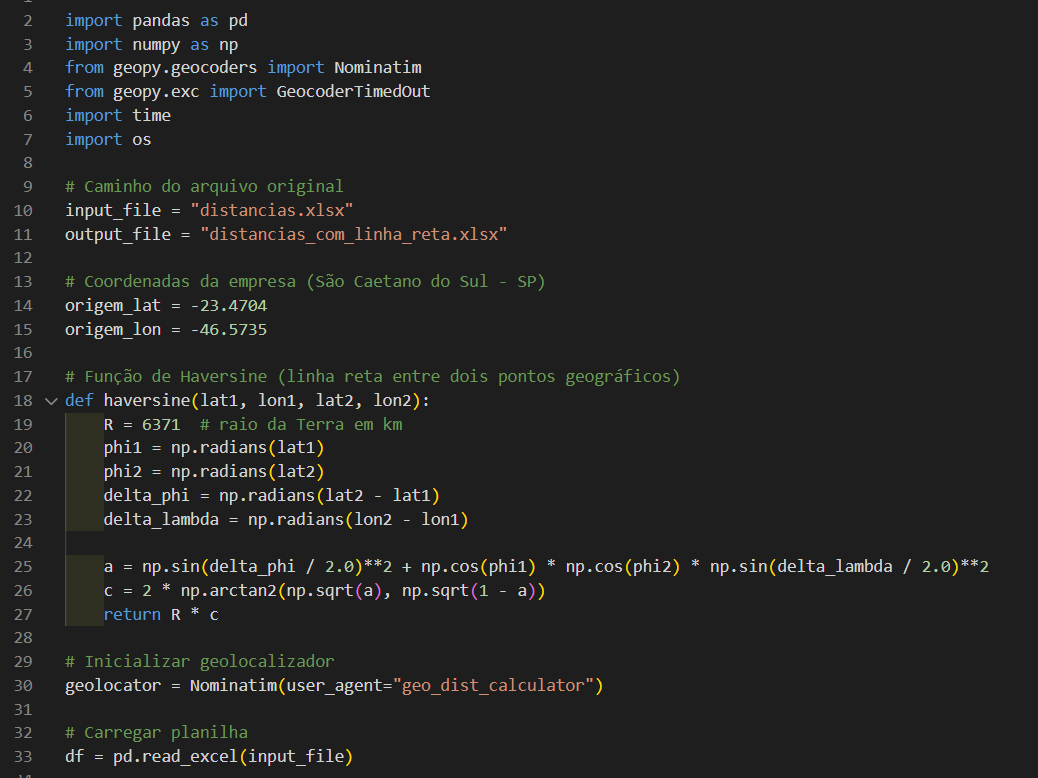 2 import pandas as pd
3 import numpy as np
4 from geopy.geocoders import Nominatim
5 from geopy.exc import GeocoderTimedOut
6 import time
7 import os
8
9 # Caminho do arquivo original
10 input_file = "distancias.xlsx"
11 output_file = "distancias_com_linha_reta.xlsx"
12
13 # Coordenadas da empresa (São Caetano do Sul - SP)
14 origem_lat = -23.4704
15 origem_lon = -46.5735
16
17 # Função de Haversine (linha reta entre dois pontos geográficos)
18 def haversine(lat1, lon1, lat2, lon2):
19     R = 6371  # raio da Terra em km
20     phi1 = np.radians(lat1)
21     phi2 = np.radians(lat2)
22     delta_phi = np.radians(lat2 - lat1)
23     delta_lambda = np.radians(lon2 - lon1)
24
25     a = np.sin(delta_phi / 2.0)**2 + np.cos(phi1) * np.cos(phi2) * np.sin(delta_lambda / 2.0)**2
26     c = 2 * np.arctan2(np.sqrt(a), np.sqrt(1 - a))
27     return R * c
28
29 # Inicializar geolocalizador
30 geolocator = Nominatim(user_agent="geo_dist_calculator")
31
32 # Carregar planilha
33 df = pd.read_excel(input_file)